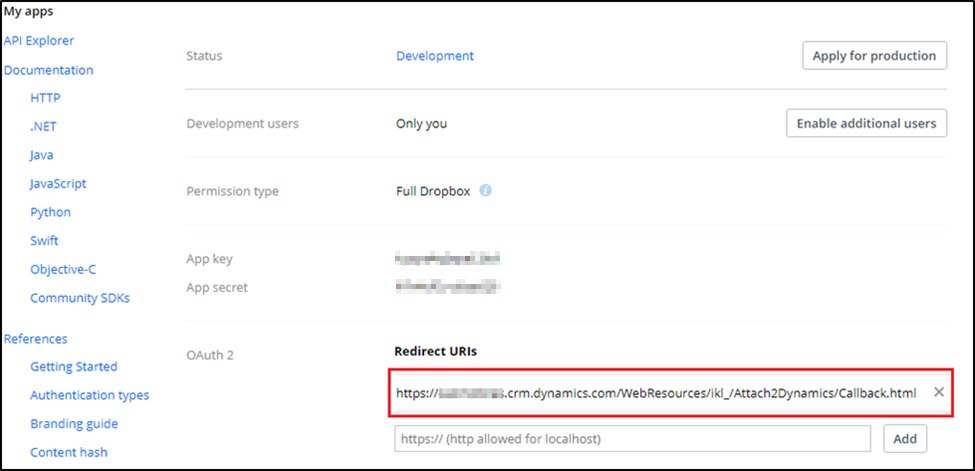 My apps
API Explorer
Documentation
HTTP
.NET
Java
JavaScript
Python
Swift
Objective-C
Community SDKs
References
Getting Started
Authentication types
Branding guide
Content hash
Status
Development
Apply for production
Development users
Only you
Enable additional users
Permission type
Full Dropbox
App key
App secret
OAuth 2
Redirect URIs
https:// .crm.dynamics.com/WebResources/ikl_/Attach2Dynamics/Callback.html
https:// (http allowed for localhost)
Add